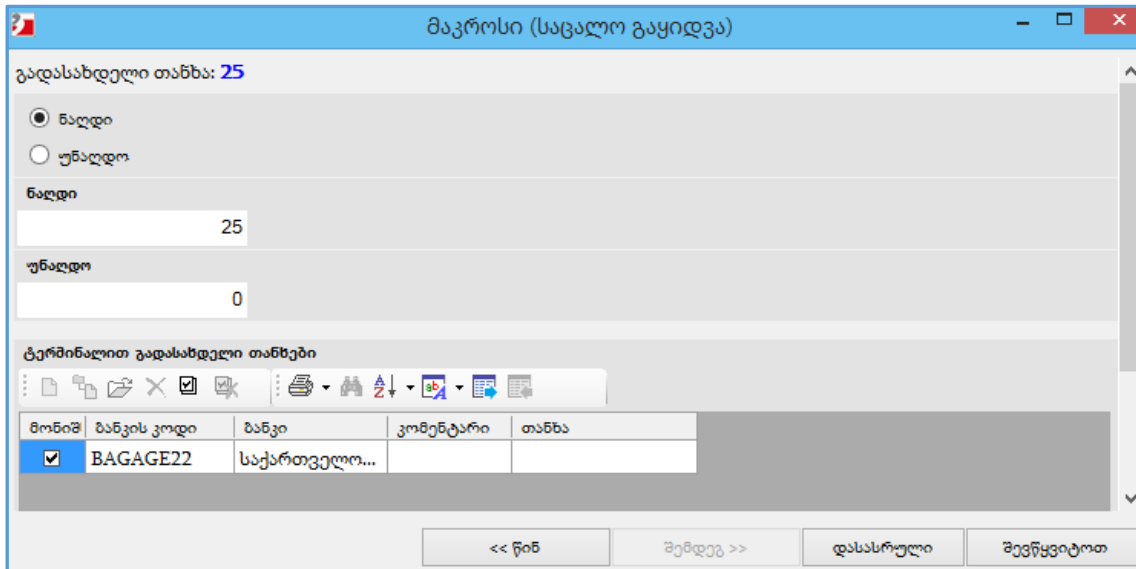 მაკროსი (საცალო გაყიდვა)
გადასახდელი თანხა: 25
ნაღდი
უნაღდო
ნაღდი
25
უნაღდო
0
ტერმინალით გადასახდელი თანხები
მონიშ ბანკის კოდი ბანკი კომენტარი თანხა
BAGAGE22 საქართველო...
<< წინ შემდეგ >> დასასრული შევწყვიტოთ